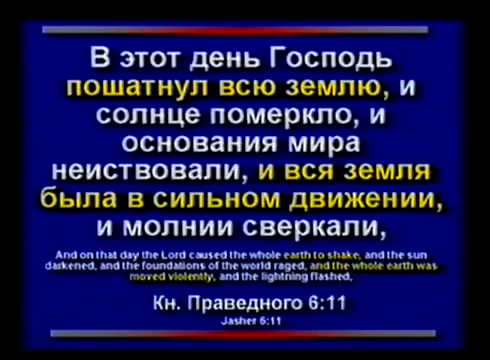 В этот день Господь
пошатнул всю землю, и
солнце померкло, и
основания мира
неиствовали, и вся земля
была в сильном движении,
и молнии сверкали,
And on that day the Lord caused the whole earth to shake, and the sun
darkened, and the foundations of the world raged, and the whole earth was
moved violently, and the lightning flashed,
Кн. Праведного 6:11
Jasher 6:11